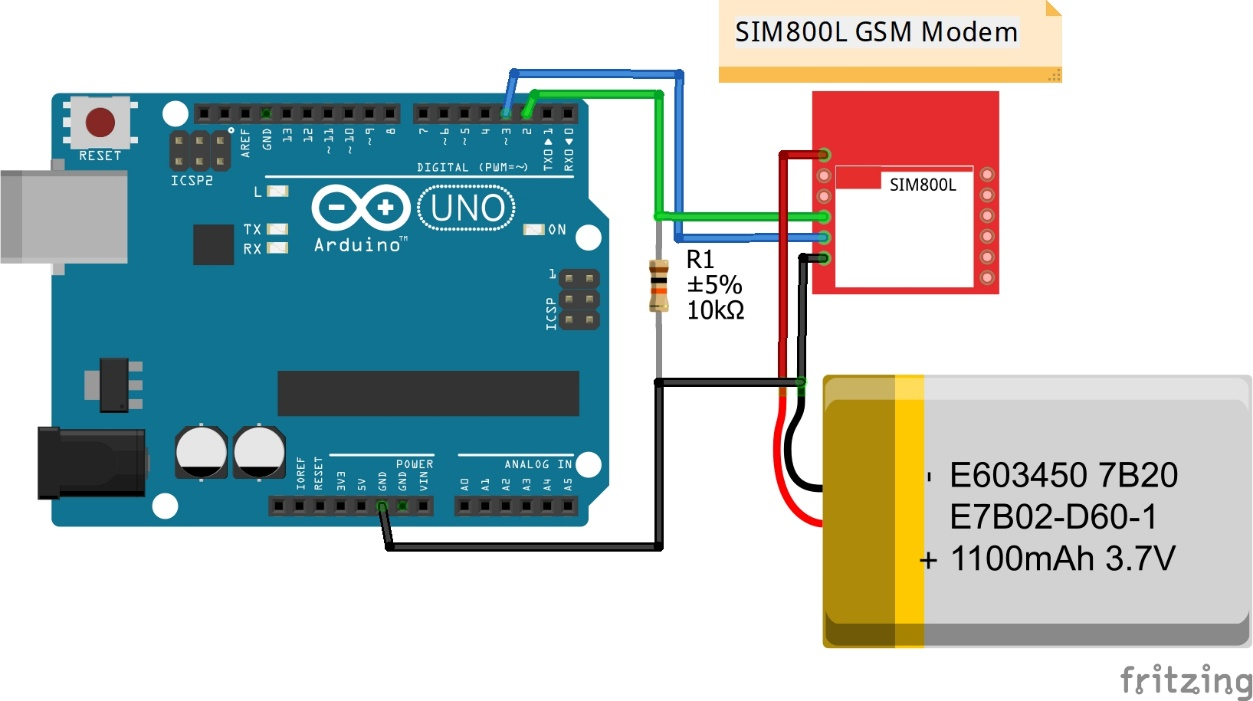 SIM800L GSM Modem
RESET
ICSP2
AREF
GND
13
12
~11
~10
~9
8
7
~6
~5
4
~3
2
TX0▶1
RX0◀0
DIGITAL (PWM=~)
L
TX
RX
UNO
Arduino™
ON
1
ICSP
SIM800L
R1
±5%
10kΩ
IOREF
RESET
3V3
5V
GND
GND
VIN
POWER
ANALOG IN
A0
A1
A2
A3
A4
A5
- E603450 7B20
E7B02-D60-1
+ 1100mAh 3.7V
fritzing